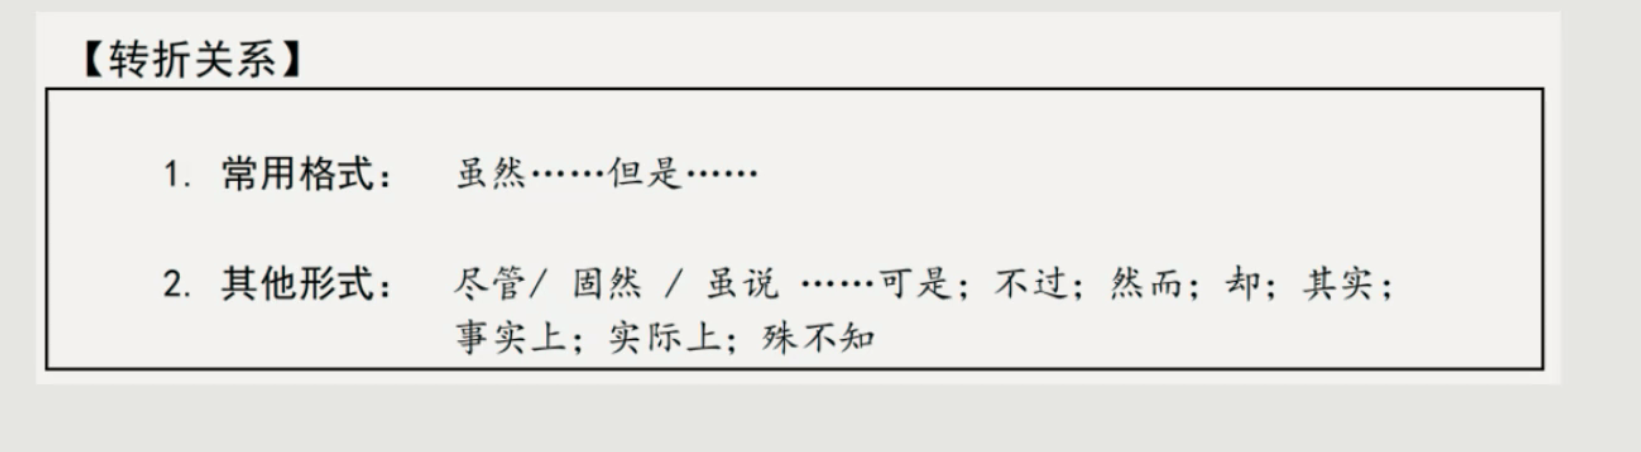 【转折关系】
1. 常用格式： 虽然……但是……
2. 其他形式： 尽管/ 固然 / 虽说 ……可是；不过；然而；却；其实；
事实上；实际上；殊不知